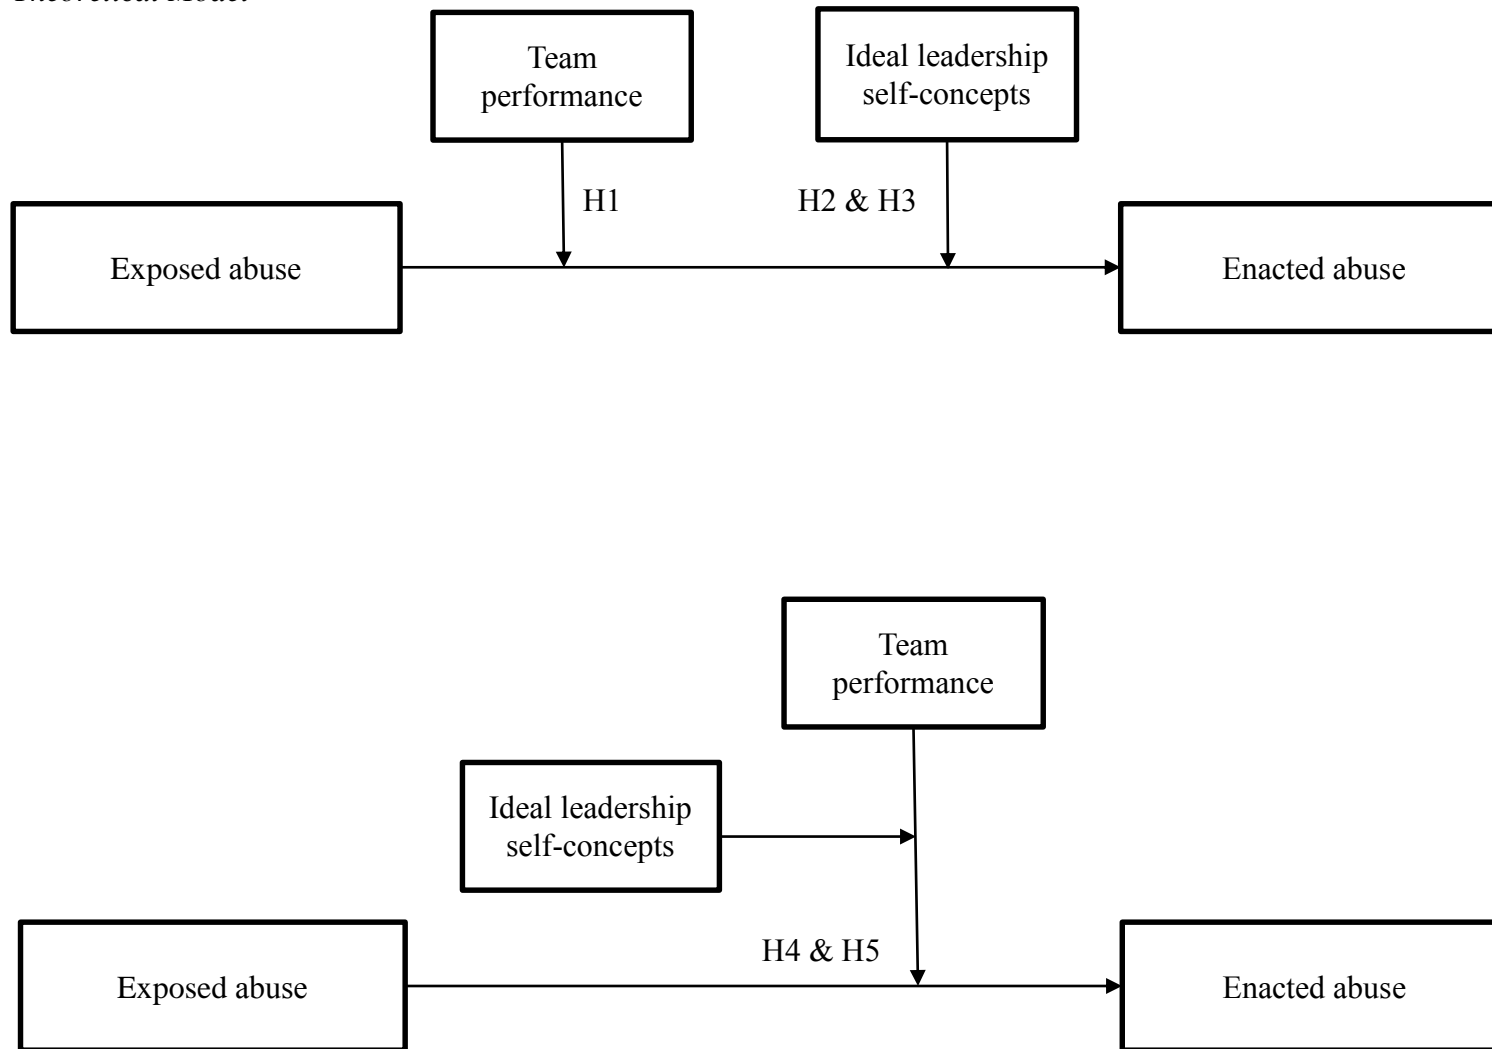 Theoretical Model
Team
performance
Ideal leadership
self-concepts
H1
H2 & H3
Exposed abuse
Enacted abuse
Team
performance
Ideal leadership
self-concepts
H4 & H5
Exposed abuse
Enacted abuse